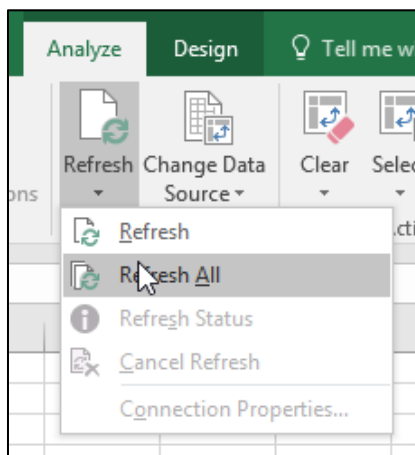 Analyze Design Tell me w
Refresh Change Data Clear Selec
ons Source
cti
Refresh
Refresh All
Refresh Status
Cancel Refresh
Connection Properties...